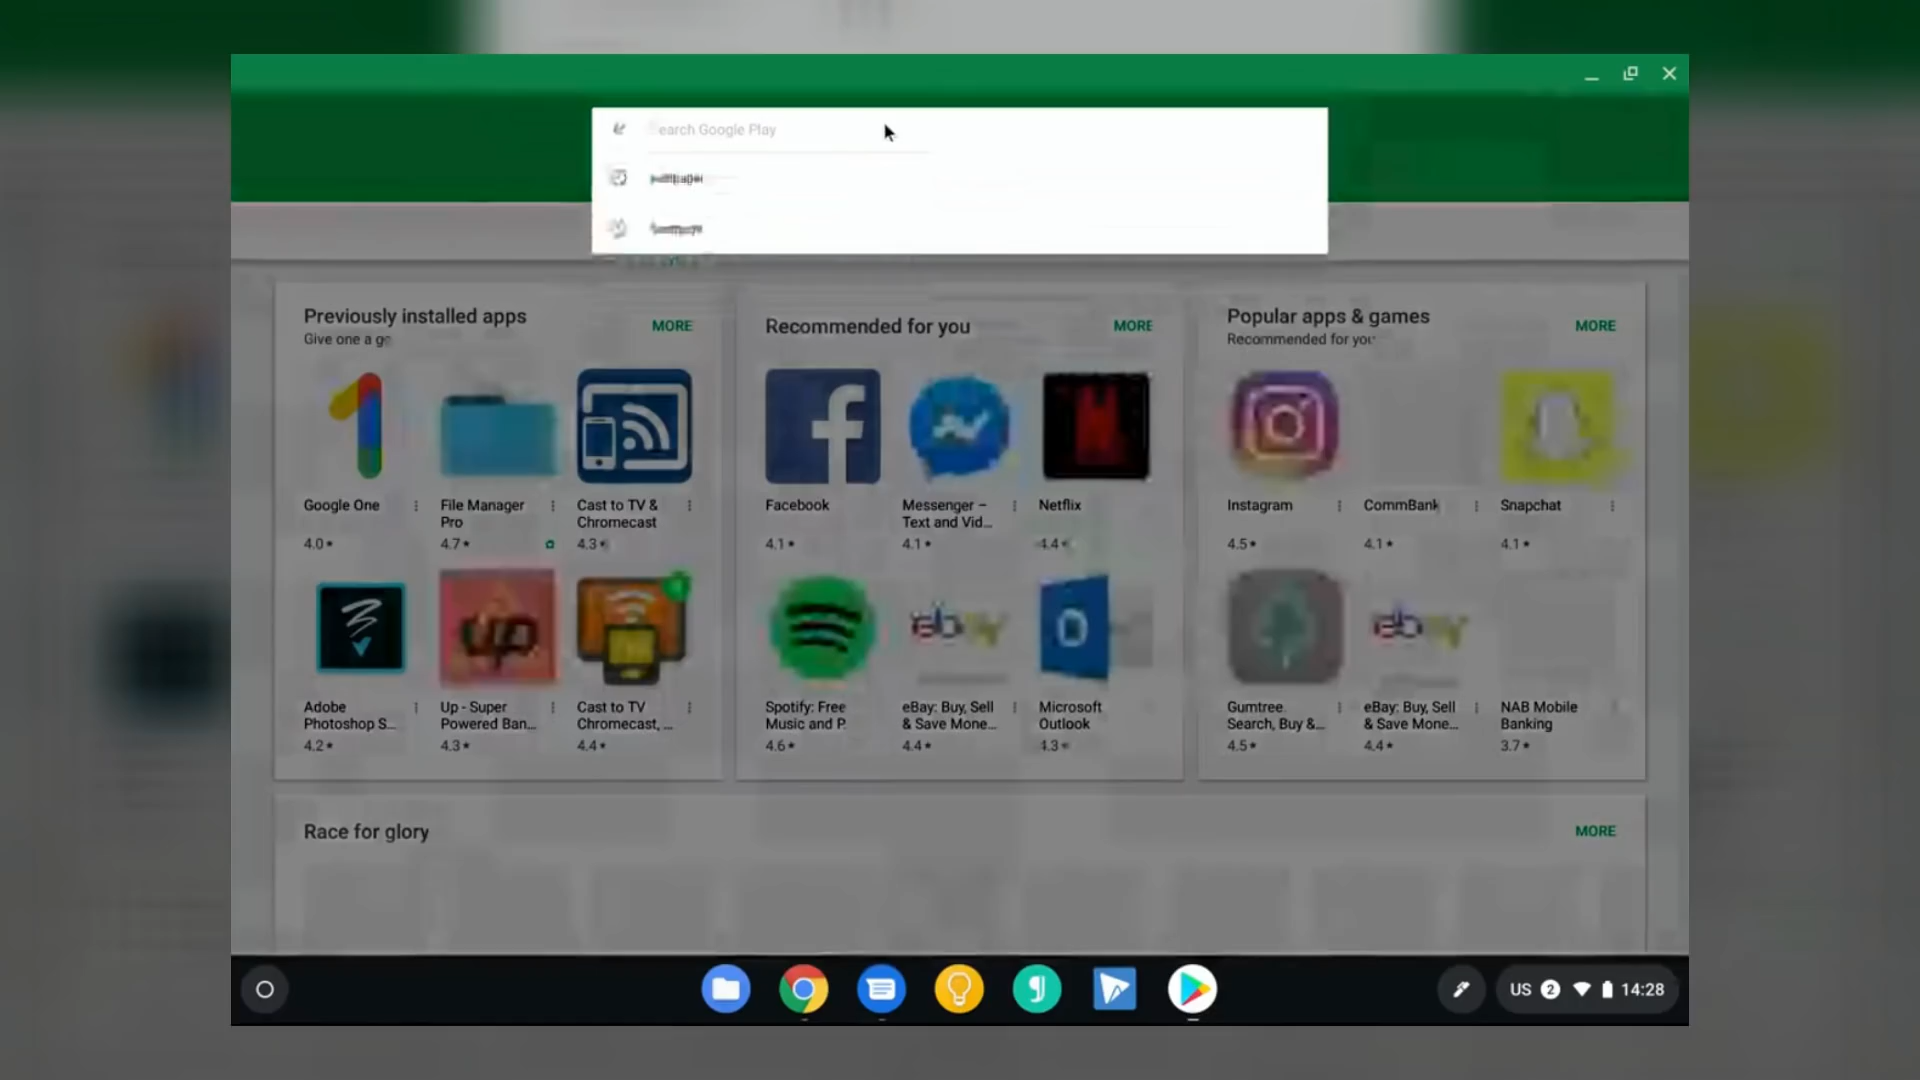 earch Google Play
Previously installed apps
Give one a go
MORE
Recommended for you
MORE
Popular apps & games
Recommended for you
MORE
Google One
4.0
File Manager
Pro
4.7
Cast to TV &
Chromecast
4.3
Facebook
4.1
Messenger –
Text and Vid...
4.1
Netflix
4.4
Instagram
4.5
CommBank
4.1
Snapchat
4.1
up
ebay
ebay
Adobe
Photoshop S...
4.2
Up - Super
Powered Ban...
4.3
Cast to TV
Chromecast, ...
4.4
Spotify: Free
Music and P.
4.6
eBay: Buy, Sell
& Save Mone...
4.4
Microsoft
Outlook
4.3
Gumtree.
Search, Buy &...
4.5
eBay: Buy, Sell
& Save Mone...
4.4
NAB Mobile
Banking
3.7
Race for glory
MORE
US 2 14:28